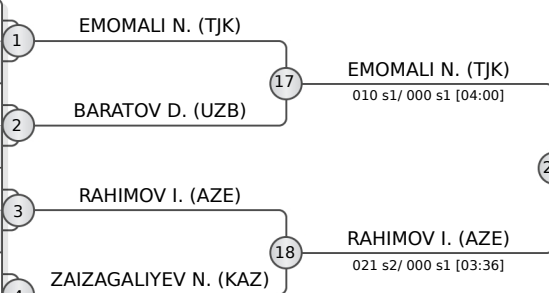 EMOMALI N. (TJK)
1
17
EMOMALI N. (TJK)
010 s1/ 000 s1 [04:00]
BARATOV D. (UZB)
2
RAHIMOV I. (AZE)
3
18
RAHIMOV I. (AZE)
021 s2/ 000 s1 [03:36]
ZAIZAGALIYEV N. (KAZ)